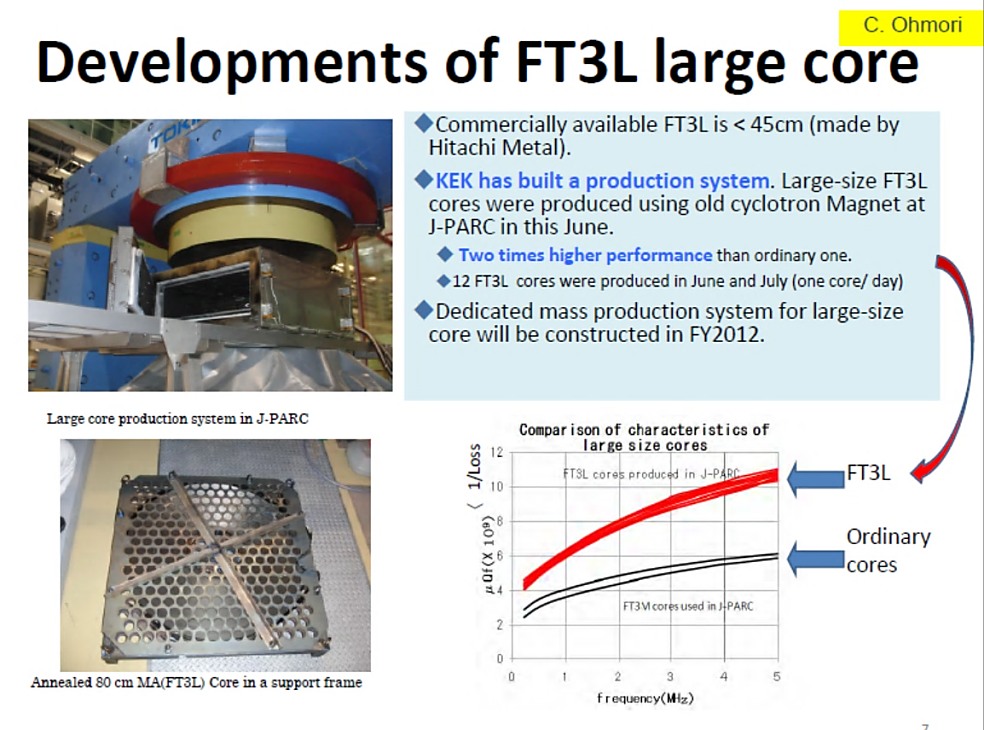 C. Ohmori
Developments of FT3L large core
◆Commercially available FT3L is < 45cm (made by
Hitachi Metal).
◆KEK has built a production system. Large-size FT3L
cores were produced using old cyclotron Magnet at
J-PARC in this June.
◆ Two times higher performance than ordinary one.
◆12 FT3L cores were produced in June and July (one core/ day)
◆Dedicated mass production system for large-size
core will be constructed in FY2012.
Large core production system in J-PARC
Annealed 80 cm MA(FT3L) Core in a support frame
Comparison of characteristics of
large size cores
FT3L cores produced in J-PARC
FT3M cores used in J-PARC
μQf(X 10⁹) 〈 1/Loss
12
10
8
6
4
2
0
0 1 2 3 4 5
frequency(MHz)
FT3L
Ordinary
cores